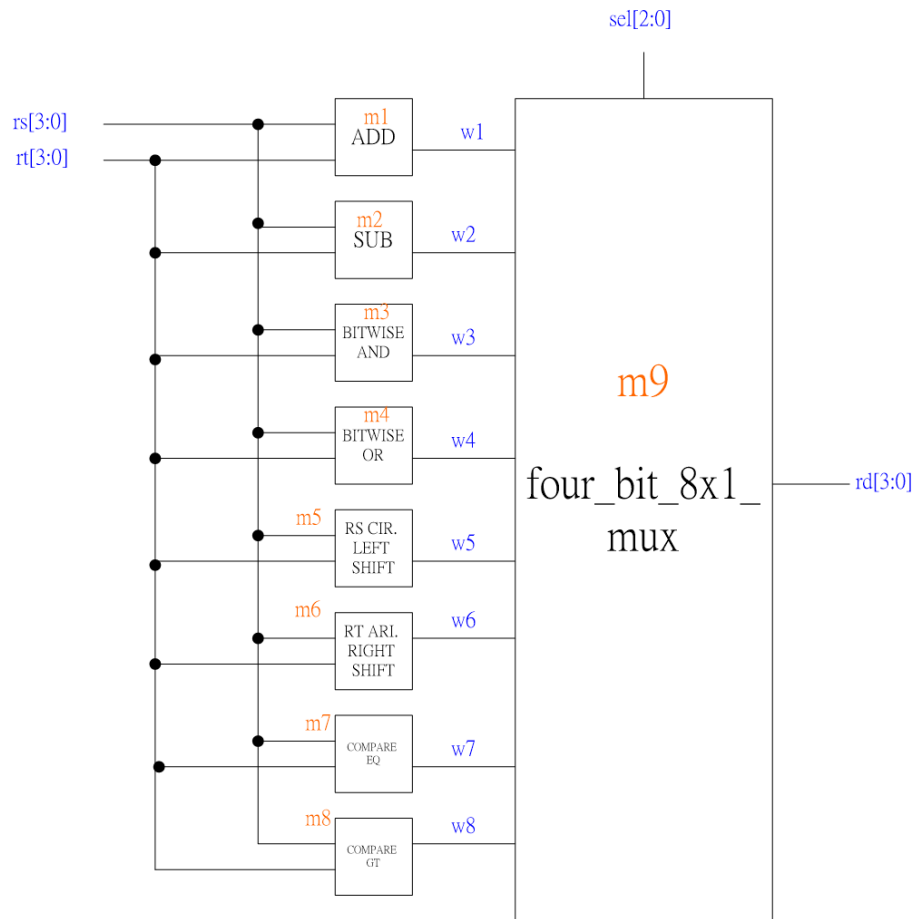 sel[2:0]
rs[3:0]
rt[3:0]
m1
ADD
w1
m2
SUB
w2
m3
BITWISE
AND
w3
m4
BITWISE
OR
w4
m5
RS CIR.
LEFT
SHIFT
w5
m6
RT ARI.
RIGHT
SHIFT
w6
m7
COMPARE
EQ
w7
m8
COMPARE
GT
w8
m9
four_bit_8x1_
mux
rd[3:0]